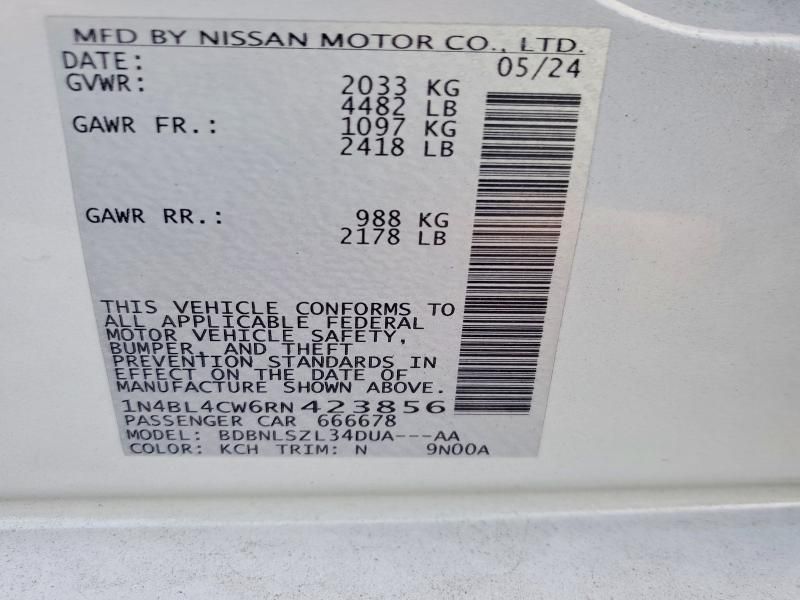 MFD BY NISSAN MOTOR CO., LTD.
DATE: 05/24
GVWR: 2033 KG
4482 LB
GAWR FR.: 1097 KG
2418 LB
GAWR RR.: 988 KG
2178 LB
THIS VEHICLE CONFORMS TO
ALL APPLICABLE FEDERAL
MOTOR VEHICLE SAFETY,
BUMPER, AND THEFT
PREVENTION STANDARDS IN
EFFECT ON THE DATE OF
MANUFACTURE SHOWN ABOVE.
1N4BL4CW6RN423856
PASSENGER CAR 666678
MODEL: BDBNLSZL34DUA---AA
COLOR: KCH TRIM: N 9N00A